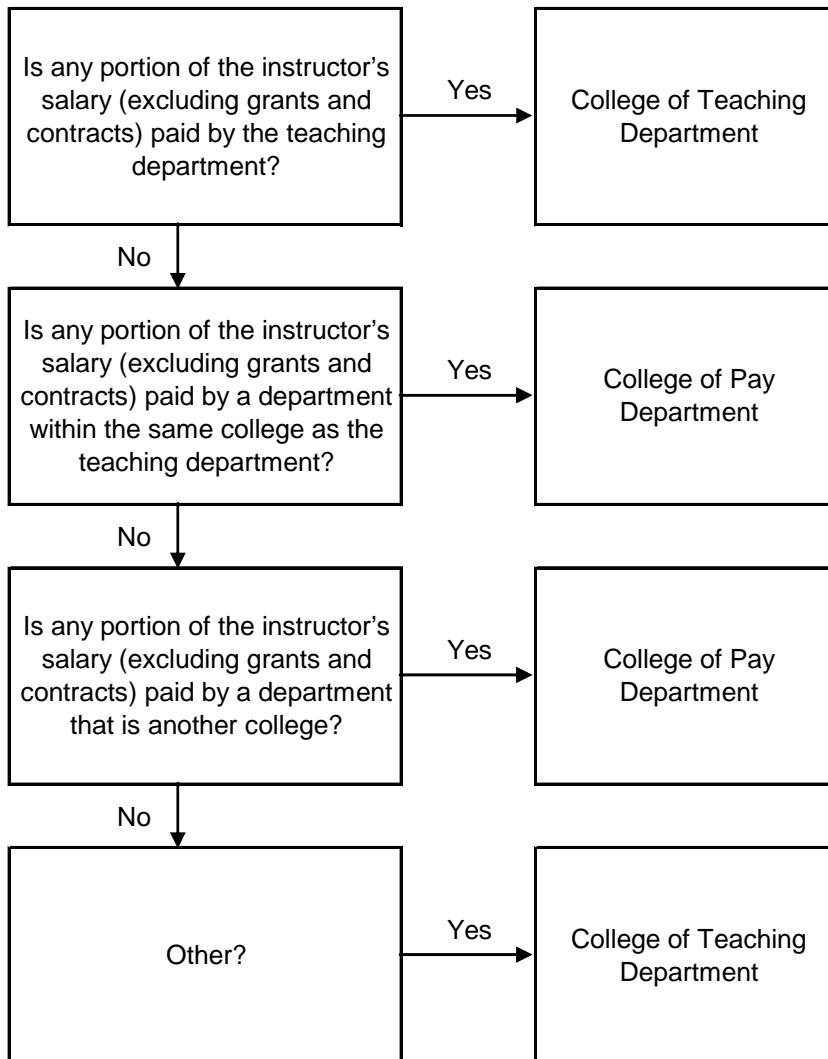 Is any portion of the instructor’s
salary (excluding grants and
contracts) paid by the teaching
department?
Yes
College of Teaching
Department
No
Is any portion of the instructor’s
salary (excluding grants and
contracts) paid by a department
within the same college as the
teaching department?
Yes
College of Pay
Department
No
Is any portion of the instructor’s
salary (excluding grants and
contracts) paid by a department
that is another college?
Yes
College of Pay
Department
No
Other?
Yes
College of Teaching
Department